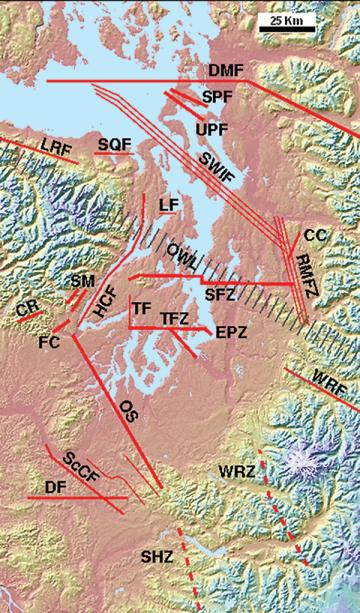 25 Km
DMF
SPF
UPF
LRF
SQF
SWIF
LF
CC
OWL
RMFZ
SM
SFZ
HCF
CR
TF
TFZ
FC
EPZ
WRF
OS
ScCF
WRZ
DF
SHZ